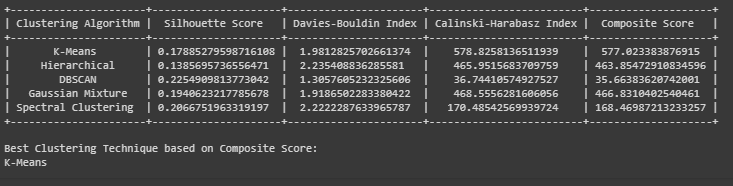 +----------------------+---------------------+----------------------+-------------------------+--------------------+
| Clustering Algorithm | Silhouette Score | Davies-Bouldin Index | Calinski-Harabasz Index | Composite Score |
+----------------------+---------------------+----------------------+-------------------------+--------------------+
| K-Means | 0.17885279598716108 | 1.9812825702661374 | 578.8258136511939 | 577.023383876915 |
| Hierarchical | 0.1385695736556471 | 2.235408836285581 | 465.9515683709759 | 463.85472910834596 |
| DBSCAN | 0.2254909813773042 | 1.3057605232325606 | 36.74410574927527 | 35.66383620742001 |
| Gaussian Mixture | 0.1940623217785678 | 1.9186502283380422 | 468.5556281606056 | 466.8310402540461 |
| Spectral Clustering | 0.2066751963319197 | 2.2222287633965787 | 170.48542569939724 | 168.46987213233257 |
+----------------------+---------------------+----------------------+-------------------------+--------------------+
Best Clustering Technique based on Composite Score:
K-Means